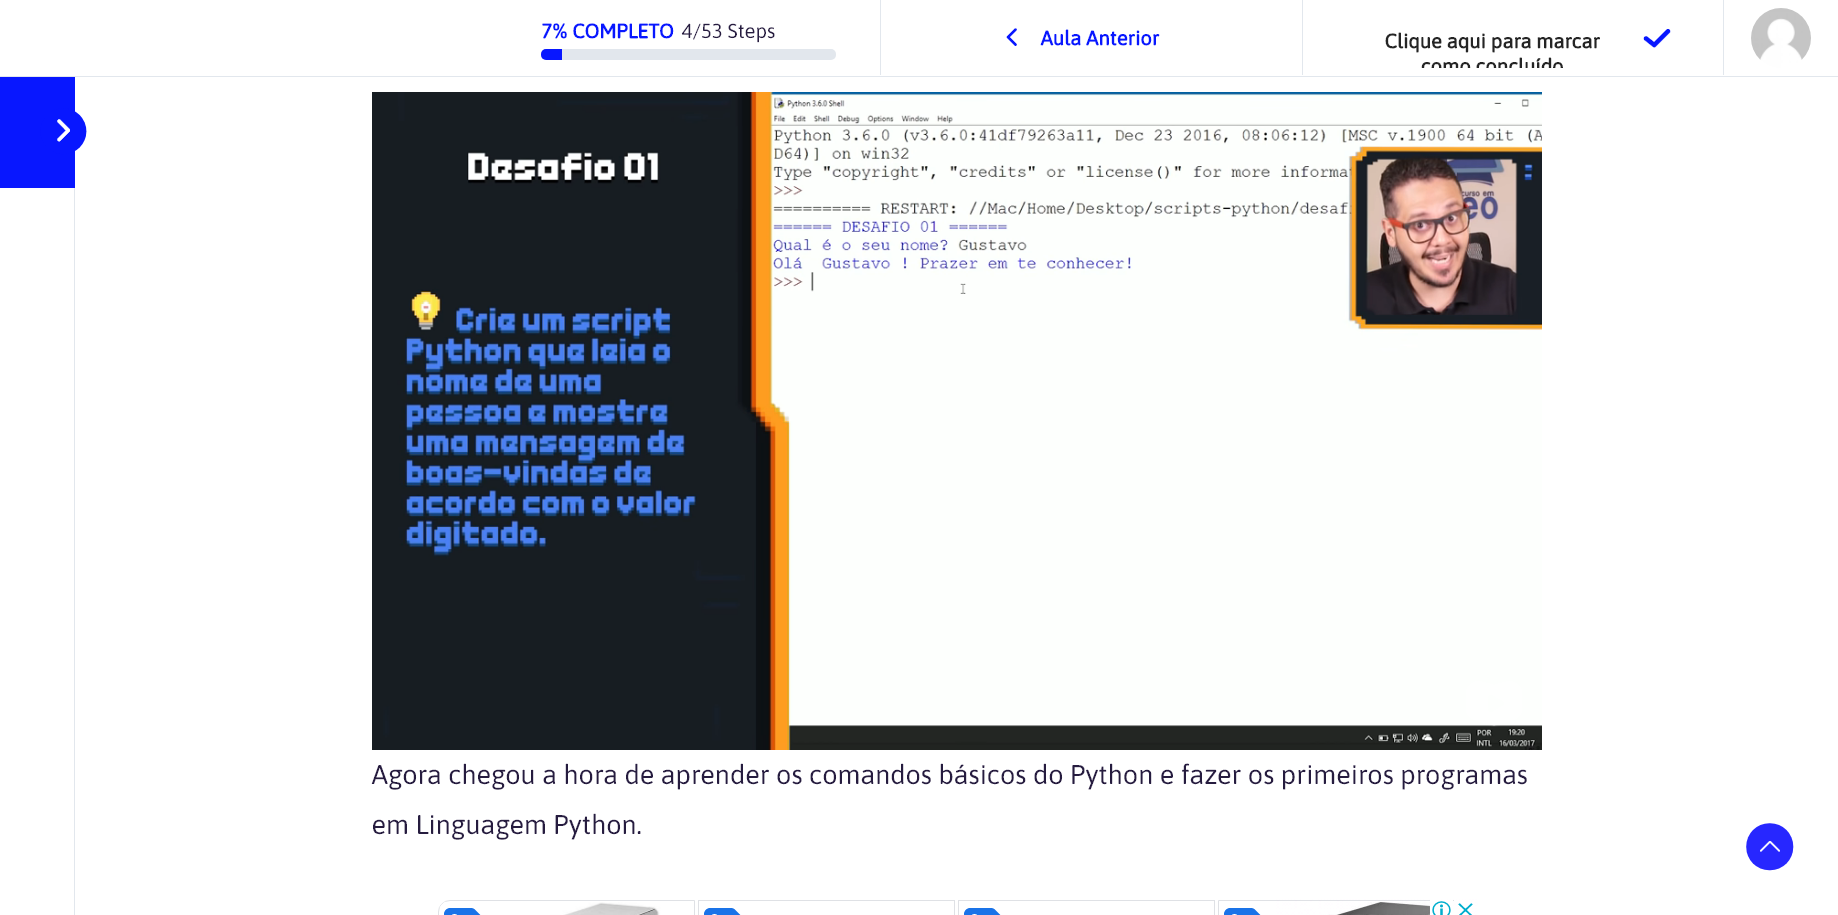 7% COMPLETO 4/53 Steps
Aula Anterior
Clique aqui para marcar
como concluído
Desafio 01
Crie um script
Python que leia o
nome de uma
pessoa e mostre
uma mensagem de
boas-vindas de
acordo com o valor
digitado.
Python 3.6.0 Shell
File Edit Shell Debug Options Window Help
Python 3.6.0 (v3.6.0:41df79263a11, Dec 23 2016, 08:06:12) [MSC v.1900 64 bit (A
D64)] on win32
Type "copyright", "credits" or "license()" for more informa
>>>
========== RESTART: //Mac/Home/Desktop/scripts-python/desaf
====== DESAFIO 01 ======
Qual é o seu nome? Gustavo
Olá  Gustavo ! Prazer em te conhecer!
>>>
curso em
POR
INTL
19:20
16/03/2017
Agora chegou a hora de aprender os comandos básicos do Python e fazer os primeiros programas
em Linguagem Python.